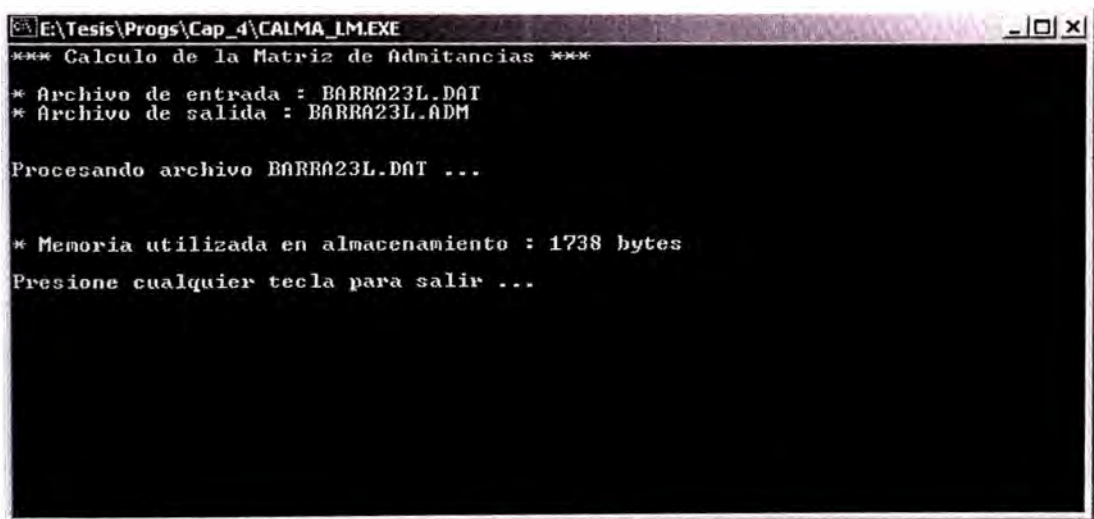 E:\Tesis\Progs\Cap_4\CALMA_LM.EXE
*** Calculo de la Matriz de Admitancias ***
* Archivo de entrada : BARRA23L.DAT
* Archivo de salida : BARRA23L.ADM
Procesando archivo BARRA23L.DAT ...
* Memoria utilizada en almacenamiento : 1738 bytes
Presione cualquier tecla para salir ...